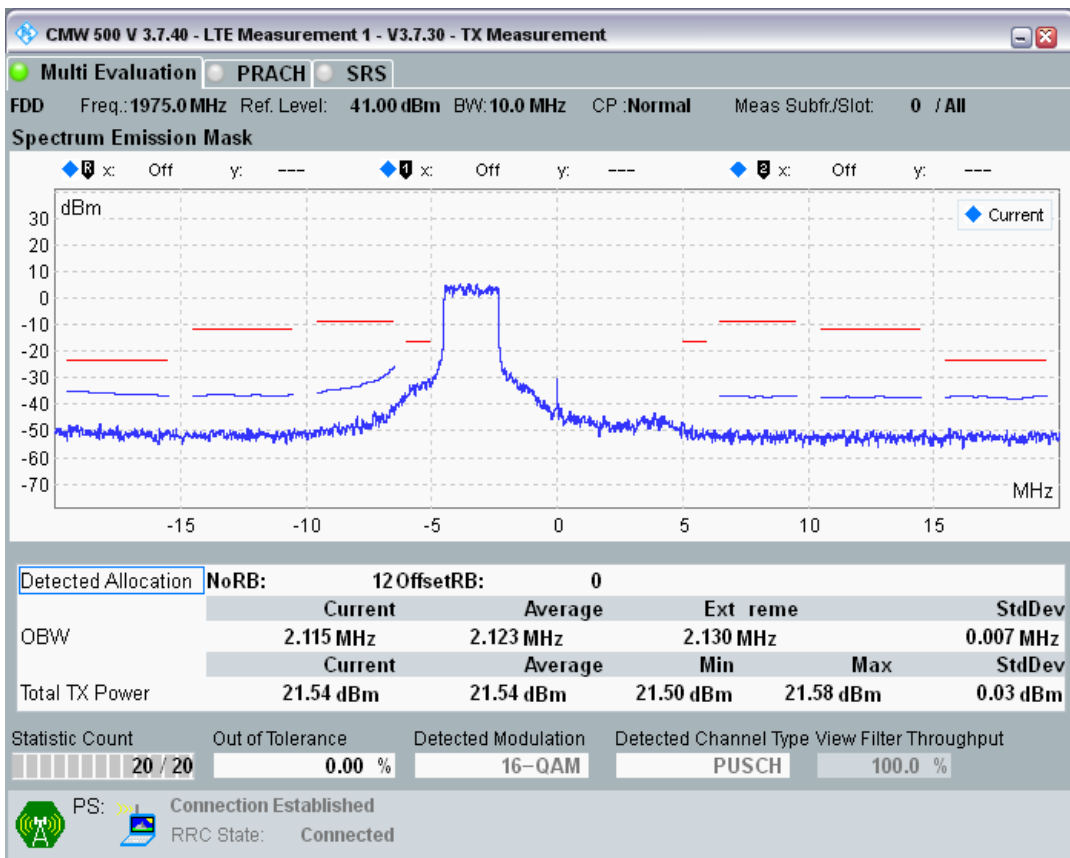 CMW 500 V 3.7.40 - LTE Measurement 1 - V3.7.30 - TX Measurement
Multi Evaluation PRACH SRS
FDD Freq.: 1975.0 MHz Ref. Level: 41.00 dBm BW: 10.0 MHz CP : Normal Meas Subfr./Slot: 0 / All
Spectrum Emission Mask
R x: Off y: --- 1 x: Off y: --- 2 x: Off y: ---
dBm
Current
30
20
10
0
-10
-20
-30
-40
-50
-60
-70
MHz
-15 -10 -5 0 5 10 15
Detected Allocation NoRB: 12 OffsetRB: 0
Current Average Ext reme StdDev
OBW 2.115 MHz 2.123 MHz 2.130 MHz 0.007 MHz
Current Average Min Max StdDev
Total TX Power 21.54 dBm 21.54 dBm 21.50 dBm 21.58 dBm 0.03 dBm
Statistic Count Out of Tolerance Detected Modulation Detected Channel Type View Filter Throughput
20 / 20 0.00 % 16-QAM PUSCH 100.0 %
PS: Connection Established
RRC State: Connected